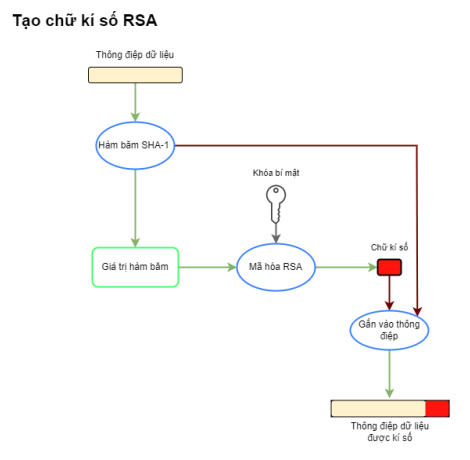 Tạo chữ kí số RSA
Thông điệp dữ liệu
Hàm băm SHA-1
Khóa bí mật
Chữ kí số
Giá trị hàm băm
Mã hóa RSA
Gắn vào thông
điệp
Thông điệp dữ liệu
được kí số